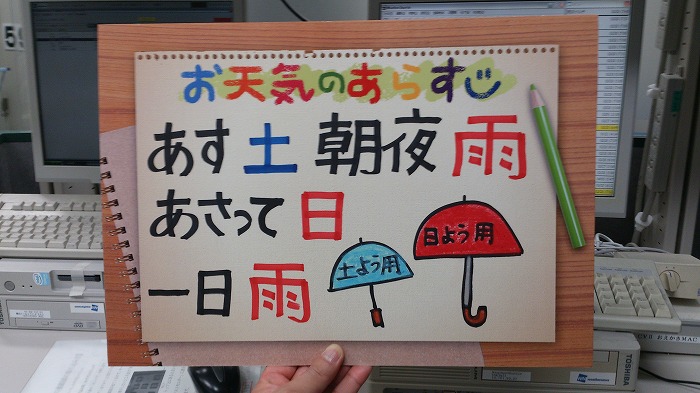 お天気のあらすじ
あす 土 朝夜 雨
あさって 日
一日 雨
土よう用
日よう用
TOSHIBA